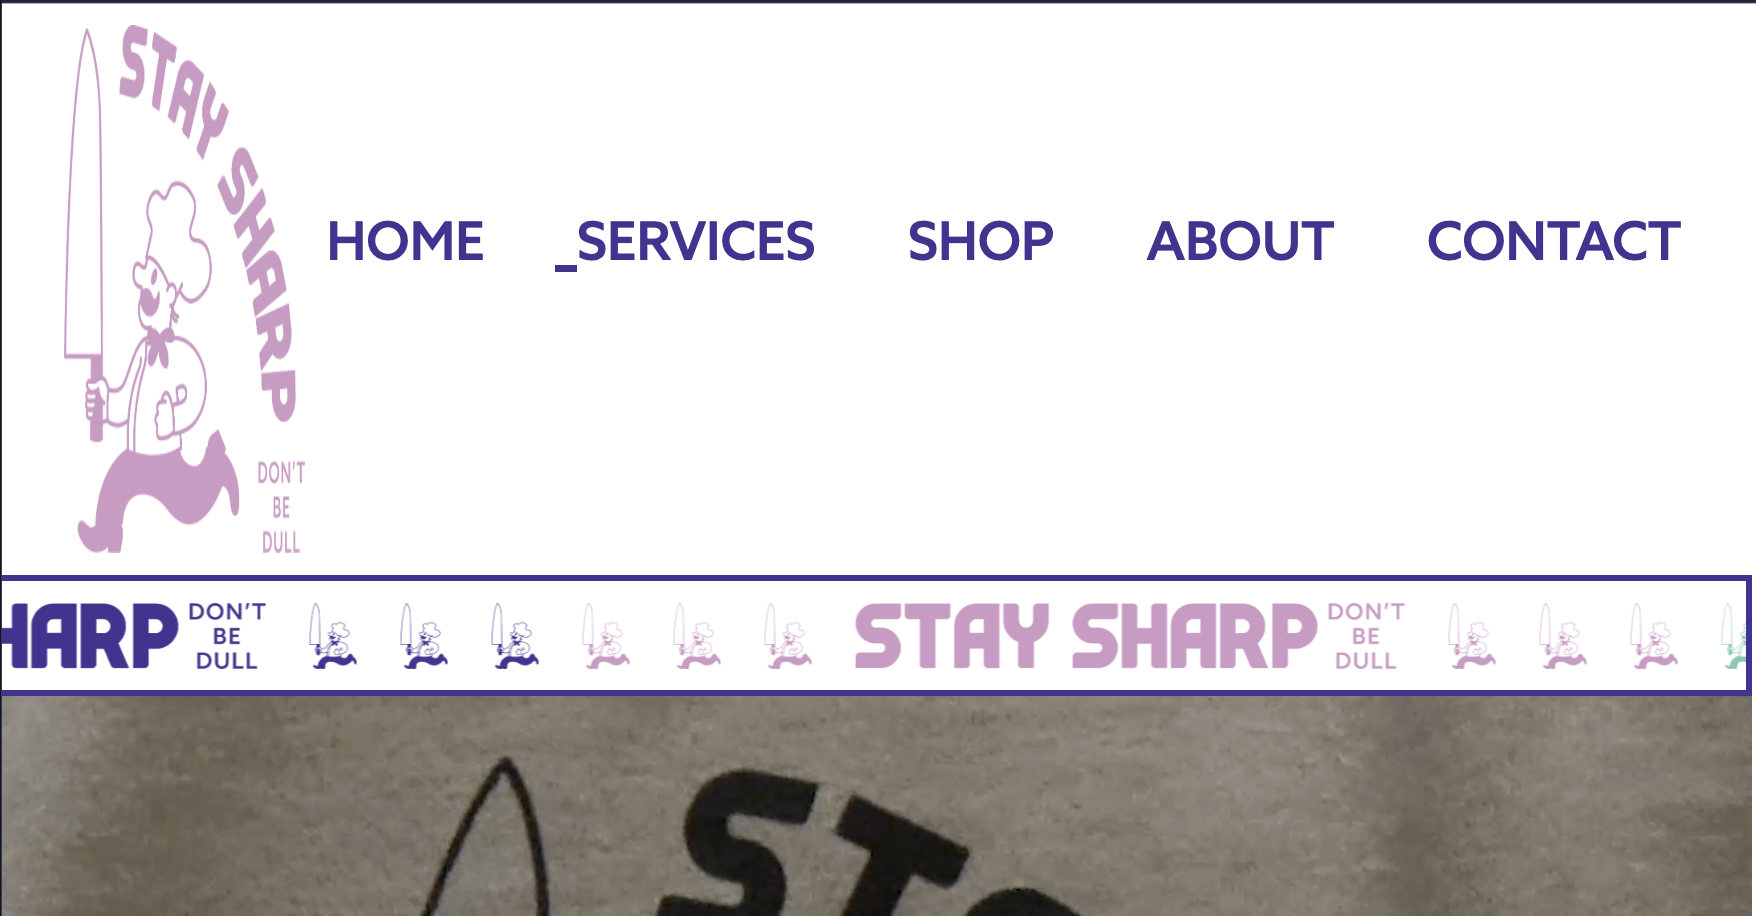 STAY SHARP
DON'T
BE
DULL
HOME _SERVICES SHOP ABOUT CONTACT
HARP DON'T BE DULL STAY SHARP DON'T BE DULL
ST